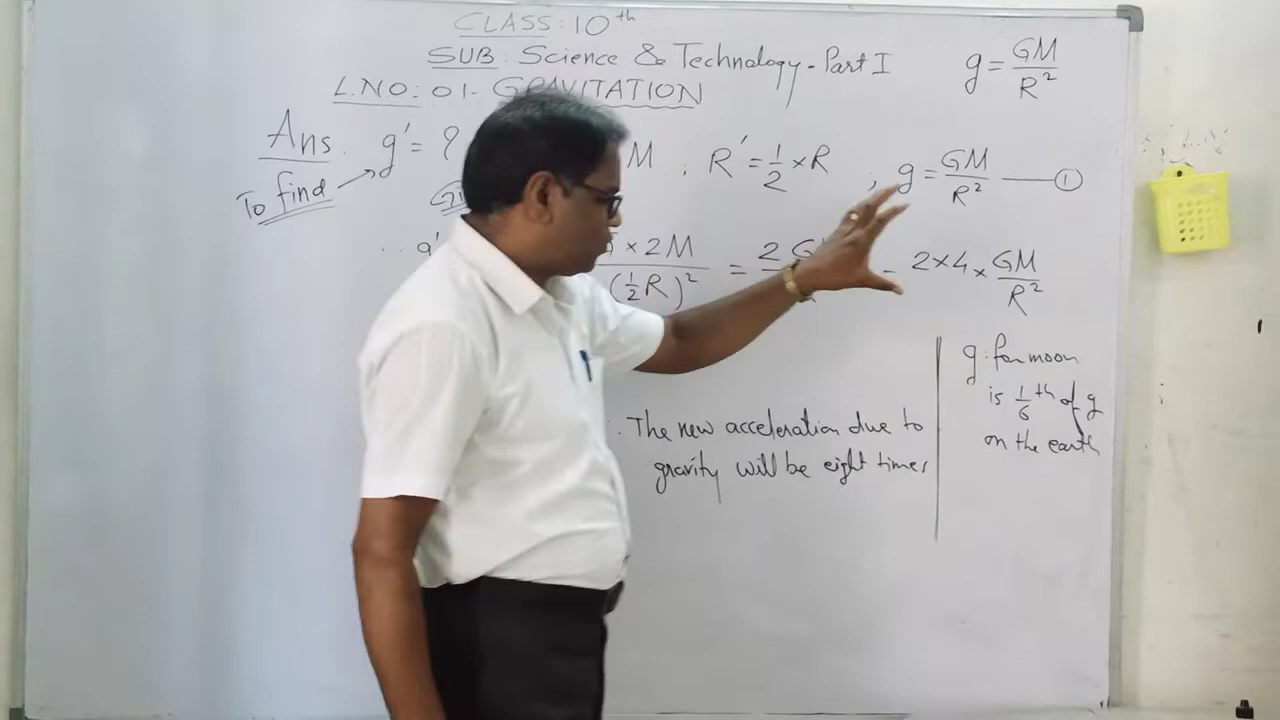 CLASS: 10th
SUB: Science & Technology - Part I
g = GM/R²
L.NO: 01 - GRAVITATION
Ans. g' = ? M ; R' = 1/2 × R ; g = GM/R² — ①
To find
g' × 2M/(1/2 R)² = 2 G = 2×4 × GM/R²
g: for moon
is 1/6 th of g
on the earth
∴ The new acceleration due to
gravity will be eight times